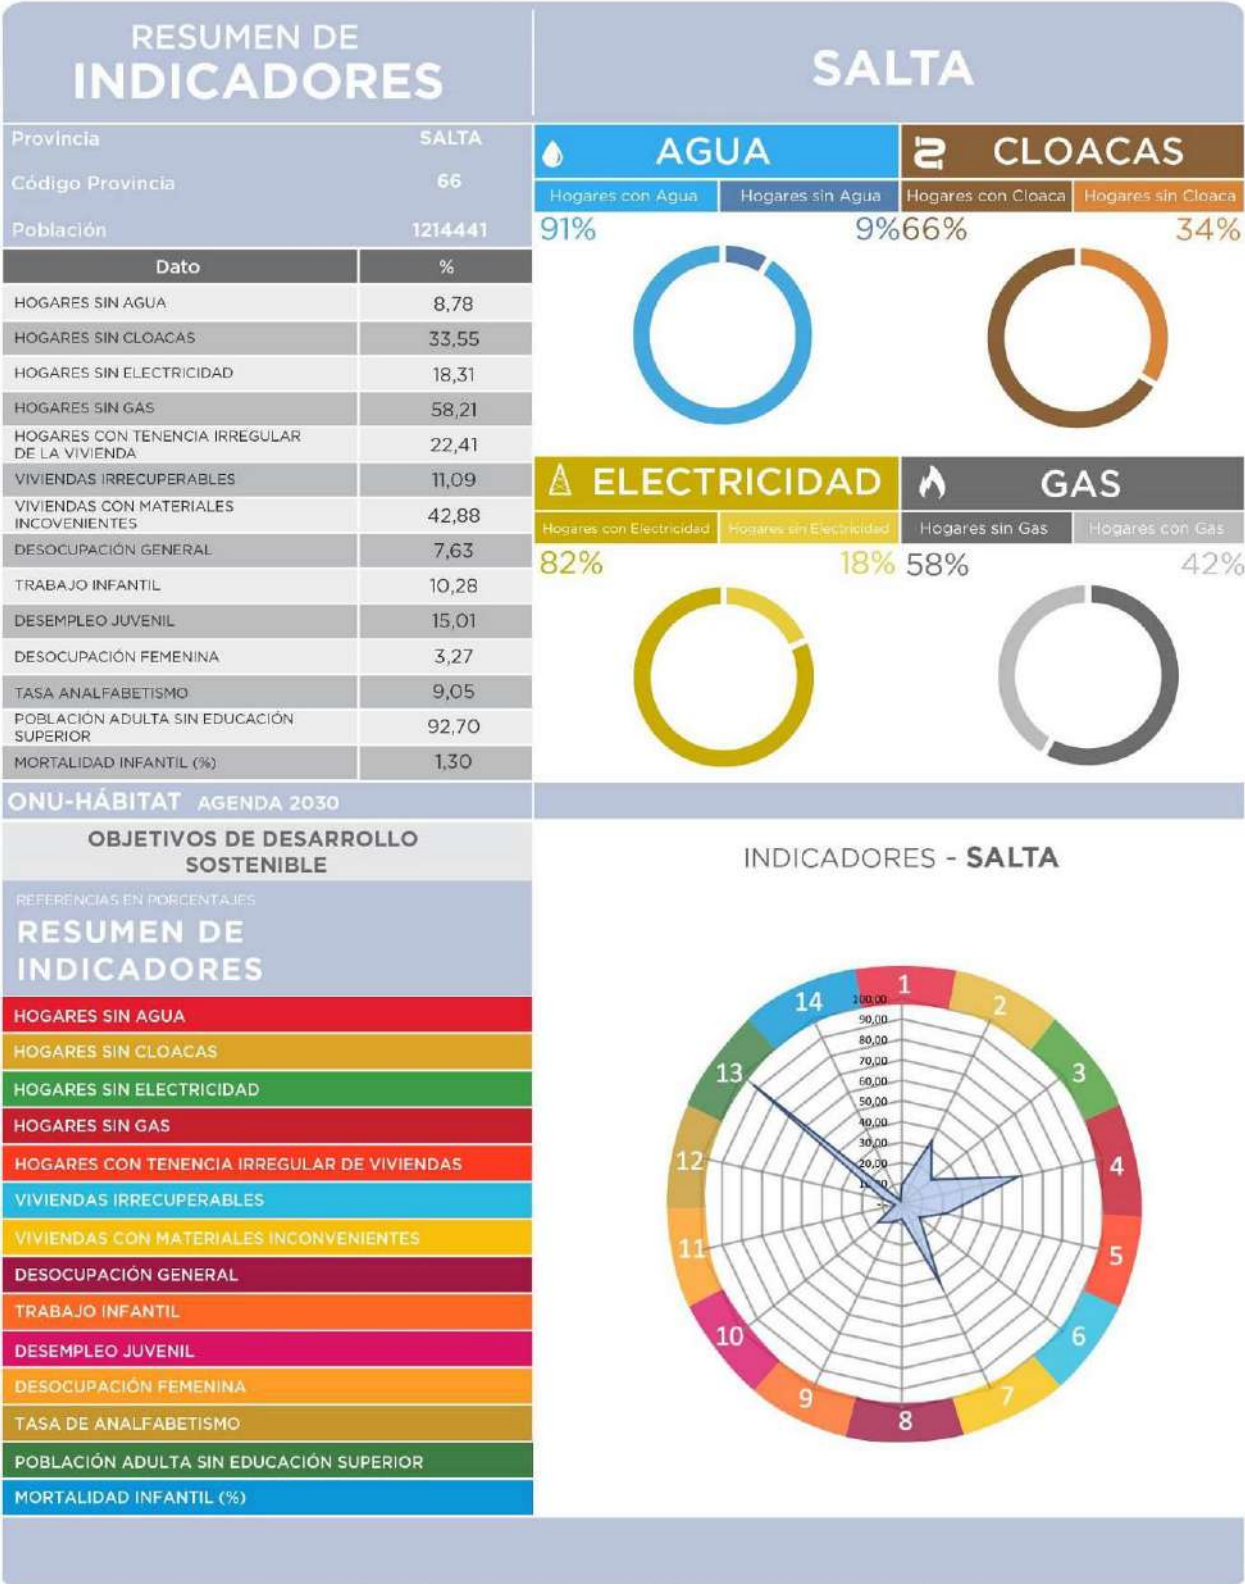 RESUMEN DE
INDICADORES
SALTA
Provincia SALTA
Código Provincia 66
Población 1214441
Dato %
HOGARES SIN AGUA 8,78
HOGARES SIN CLOACAS 33,55
HOGARES SIN ELECTRICIDAD 18,31
HOGARES SIN GAS 58,21
HOGARES CON TENENCIA IRREGULAR
DE LA VIVIENDA 22,41
VIVIENDAS IRRECUPERABLES 11,09
VIVIENDAS CON MATERIALES
INCOVENIENTES 42,88
DESOCUPACIÓN GENERAL 7,63
TRABAJO INFANTIL 10,28
DESEMPLEO JUVENIL 15,01
DESOCUPACIÓN FEMENINA 3,27
TASA ANALFABETISMO 9,05
POBLACIÓN ADULTA SIN EDUCACIÓN
SUPERIOR 92,70
MORTALIDAD INFANTIL (%) 1,30
AGUA
Hogares con Agua Hogares sin Agua
91% 9%
CLOACAS
Hogares con Cloaca Hogares sin Cloaca
66% 34%
ELECTRICIDAD
Hogares con Electricidad Hogares sin Electricidad
82% 18%
GAS
Hogares sin Gas Hogares con Gas
58% 42%
ONU-HÁBITAT AGENDA 2030
OBJETIVOS DE DESARROLLO
SOSTENIBLE
REFERENCIAS EN PORCENTAJES
RESUMEN DE
INDICADORES
HOGARES SIN AGUA
HOGARES SIN CLOACAS
HOGARES SIN ELECTRICIDAD
HOGARES SIN GAS
HOGARES CON TENENCIA IRREGULAR DE VIVIENDAS
VIVIENDAS IRRECUPERABLES
VIVIENDAS CON MATERIALES INCONVENIENTES
DESOCUPACIÓN GENERAL
TRABAJO INFANTIL
DESEMPLEO JUVENIL
DESOCUPACIÓN FEMENINA
TASA DE ANALFABETISMO
POBLACIÓN ADULTA SIN EDUCACIÓN SUPERIOR
MORTALIDAD INFANTIL (%)
INDICADORES - SALTA
1
2
3
4
5
6
7
8
9
10
11
12
13
14
100,00
90,00
80,00
70,00
60,00
50,00
40,00
30,00
20,00